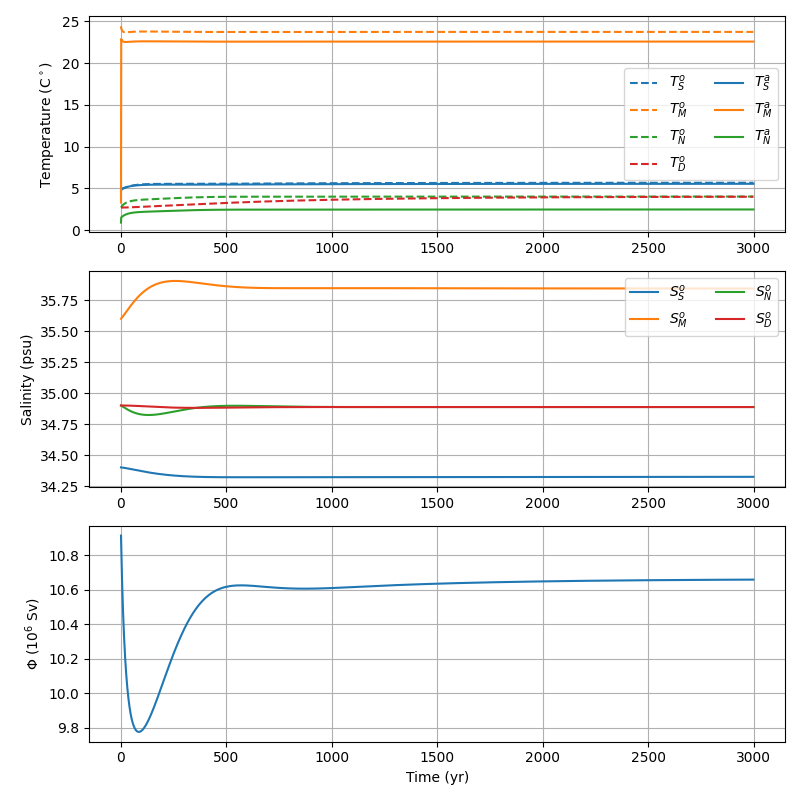 Temperature (C°)
25
20
15
10
5
0
T_S^o T_S^a
T_M^o T_M^a
T_N^o T_N^a
T_D^o
0 500 1000 1500 2000 2500 3000
Salinity (psu)
35.75
35.50
35.25
35.00
34.75
34.50
34.25
S_S^o S_N^o
S_M^o S_D^o
0 500 1000 1500 2000 2500 3000
Φ (10⁶ Sv)
10.8
10.6
10.4
10.2
10.0
9.8
0 500 1000 1500 2000 2500 3000
Time (yr)